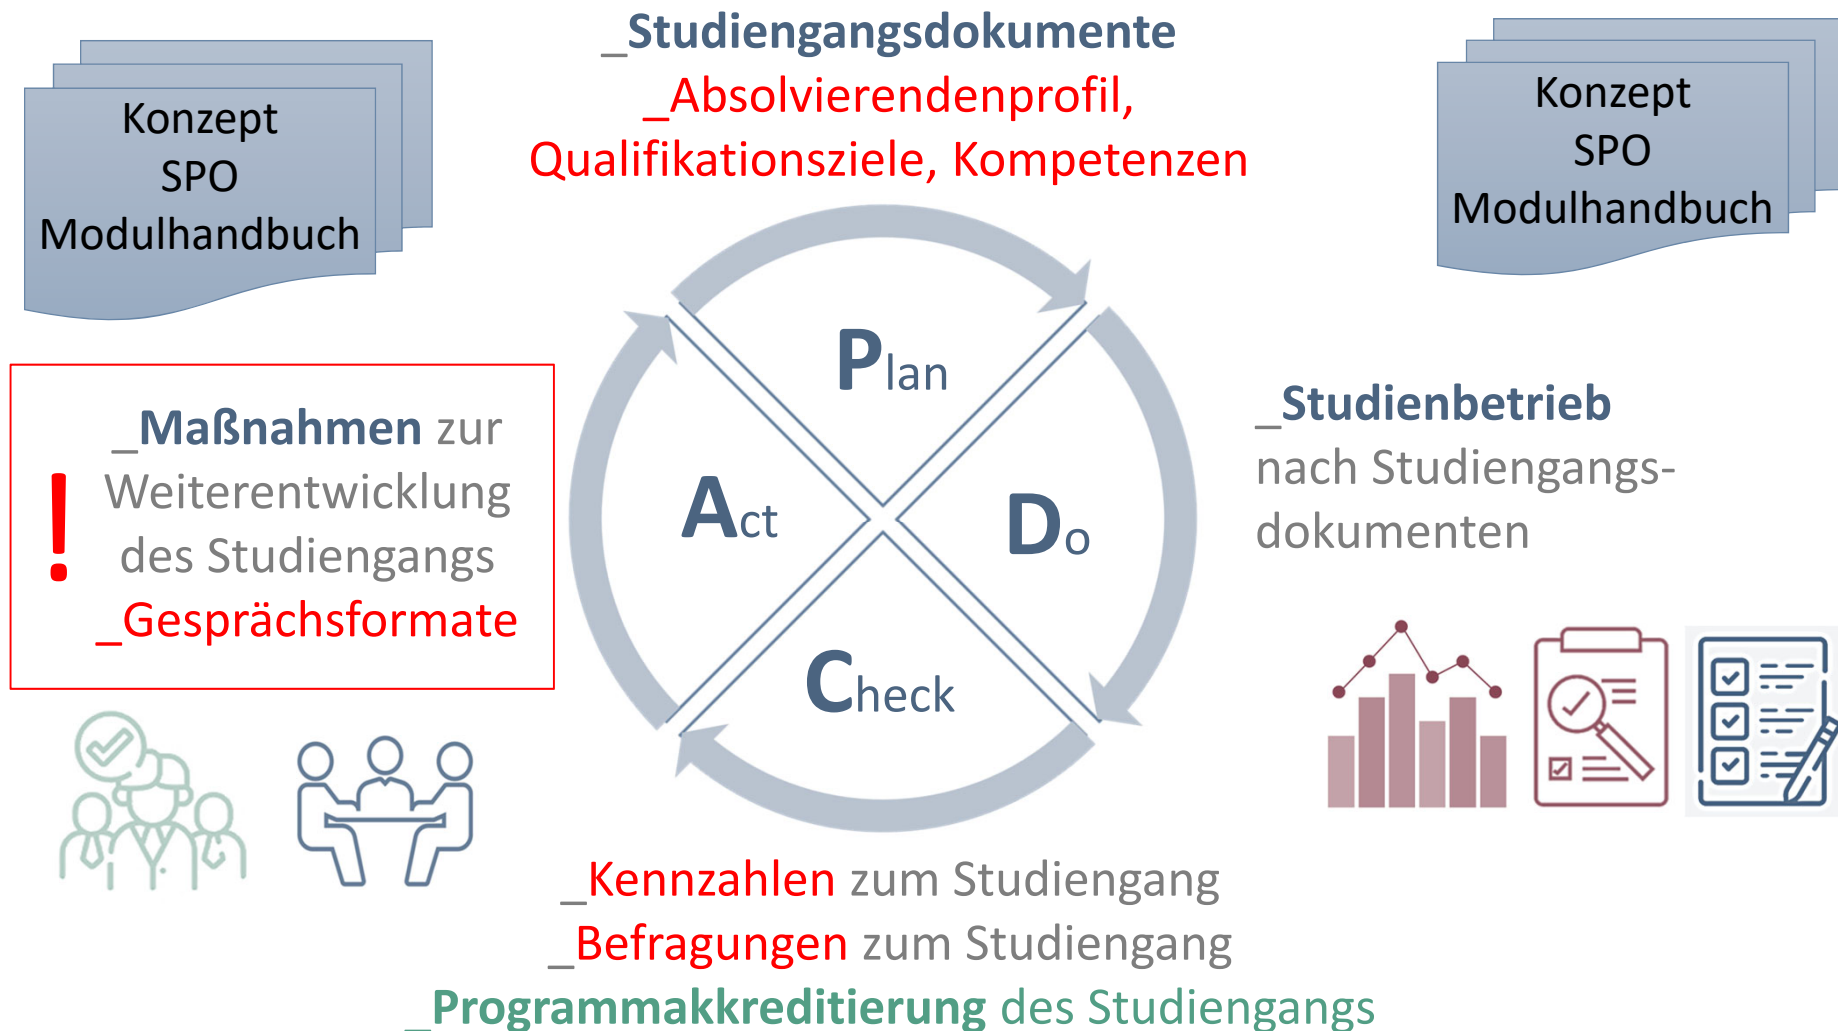 _Studiengangsdokumente
_Absolvierendenprofil,
Qualifikationsziele, Kompetenzen
Konzept
SPO
Modulhandbuch
Konzept
SPO
Modulhandbuch
Plan
Do
Check
Act
_Studienbetrieb
nach Studiengangs-
dokumenten
!
_Maßnahmen zur
Weiterentwicklung
des Studiengangs
_Gesprächsformate
_Kennzahlen zum Studiengang
_Befragungen zum Studiengang
_Programmakkreditierung des Studiengangs